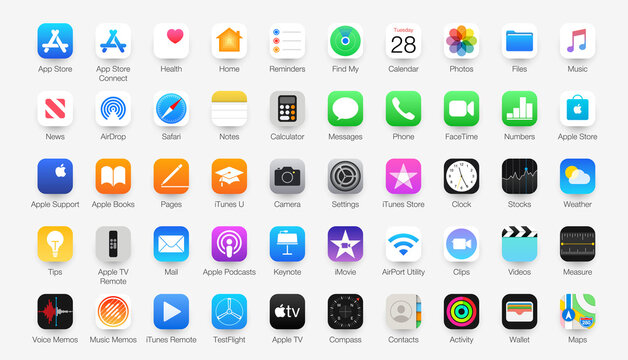 Tuesday
28
App Store
App Store
Connect
Health
Home
Reminders
Find My
Calendar
Photos
Files
Music
News
AirDrop
Safari
Notes
Calculator
Messages
Phone
FaceTime
Numbers
Apple Store
Apple Support
Apple Books
Pages
iTunes U
Camera
Settings
iTunes Store
Clock
Stocks
Weather
Tips
Apple TV
Remote
Mail
Apple Podcasts
Keynote
iMovie
AirPort Utility
Clips
Videos
Measure
tv
280
Voice Memos
Music Memos
iTunes Remote
TestFlight
Apple TV
Compass
Contacts
Activity
Wallet
Maps